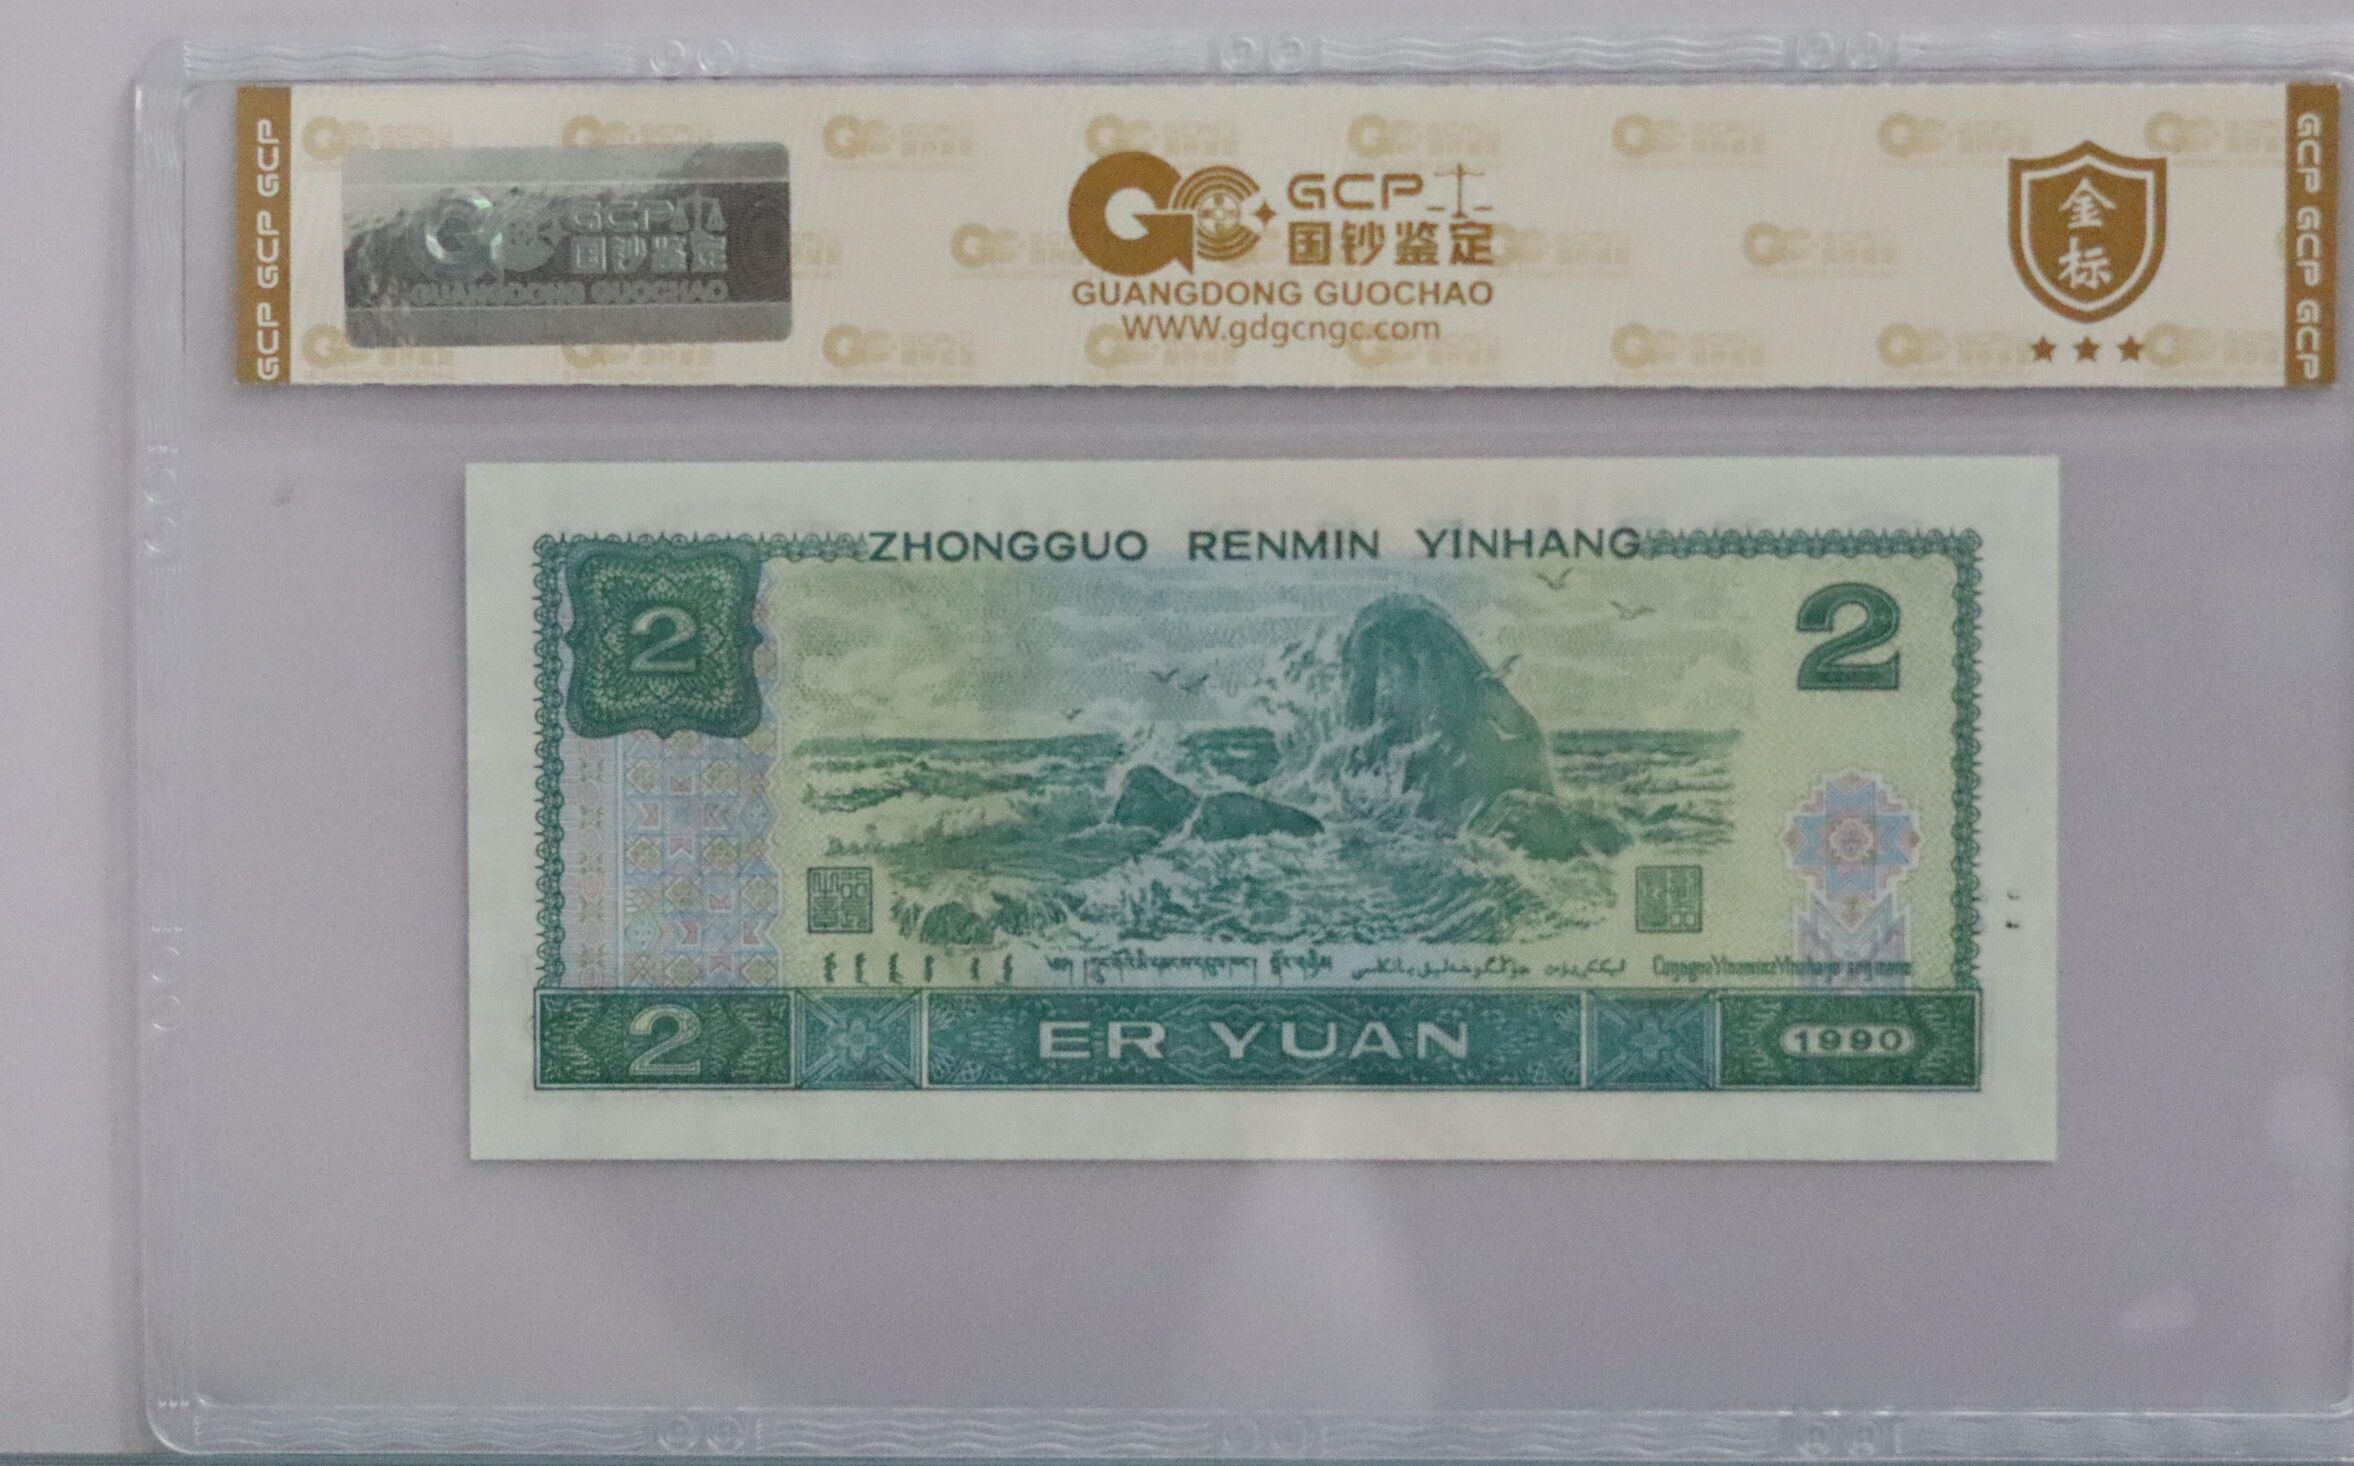 GCP GCP GCP
GCP
国钞鉴定
GUANGDONG GUOCHAO
GCP
国钞鉴定
GUANGDONG GUOCHAO
WWW.gdgcngc.com
金
标
GCP GCP GCP
ZHONGGUO RENMIN YINHANG
2
2
2
ER YUAN
1990